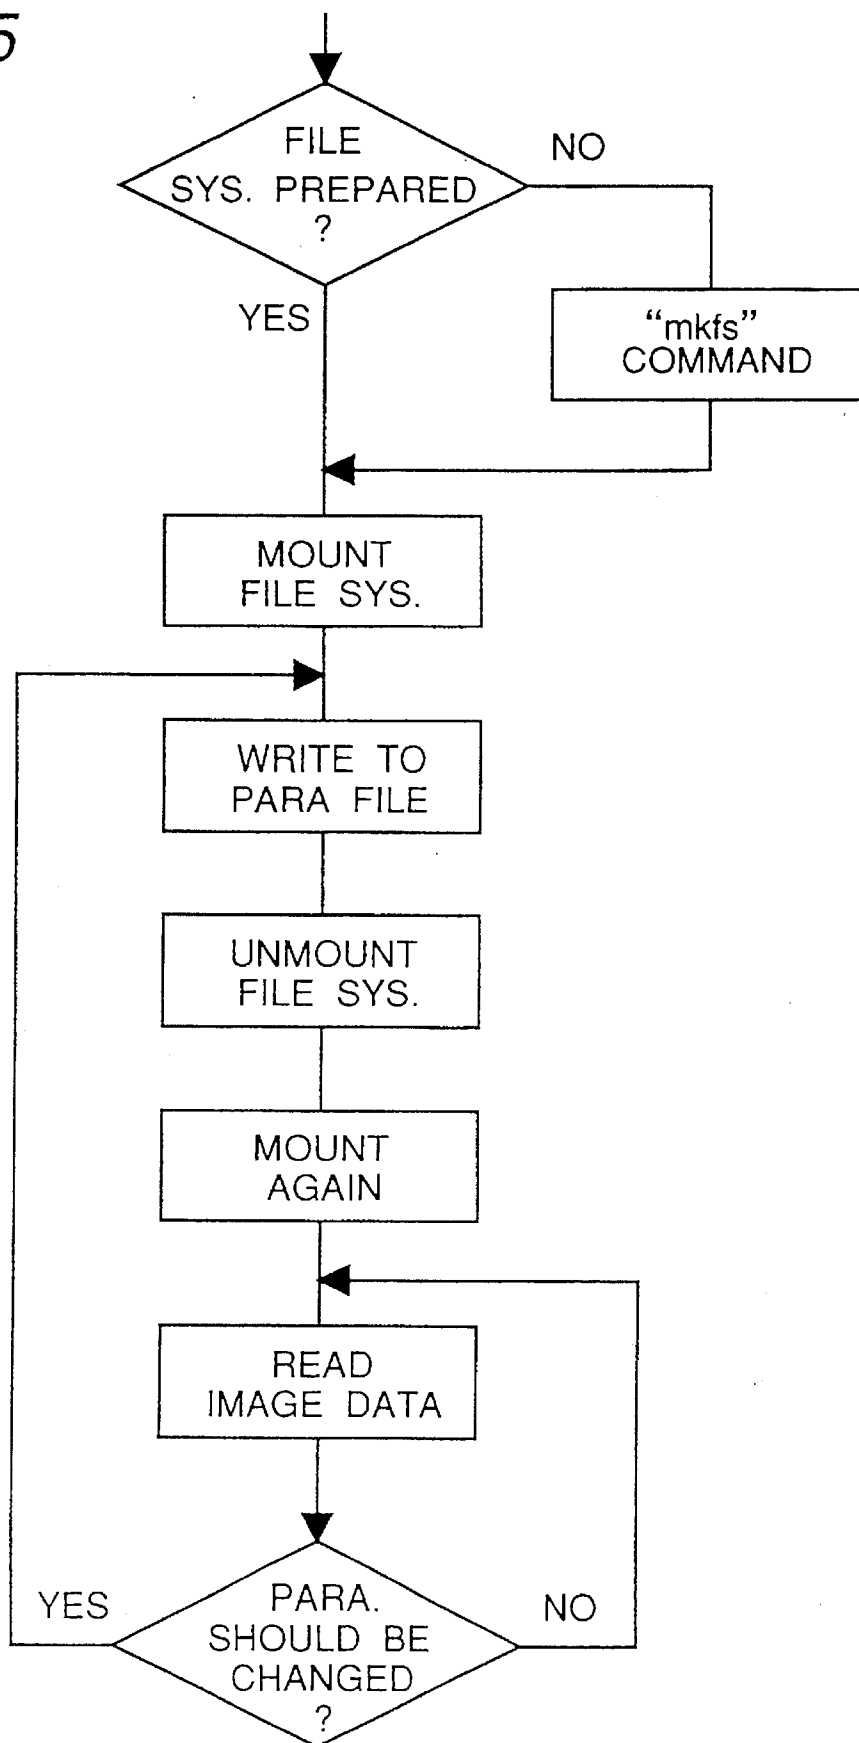 FILE
SYS. PREPARED
?
NO
YES
“mkfs”
COMMAND
MOUNT
FILE SYS.
WRITE TO
PARA FILE
UNMOUNT
FILE SYS.
MOUNT
AGAIN
READ
IMAGE DATA
YES
PARA.
SHOULD BE
CHANGED
?
NO